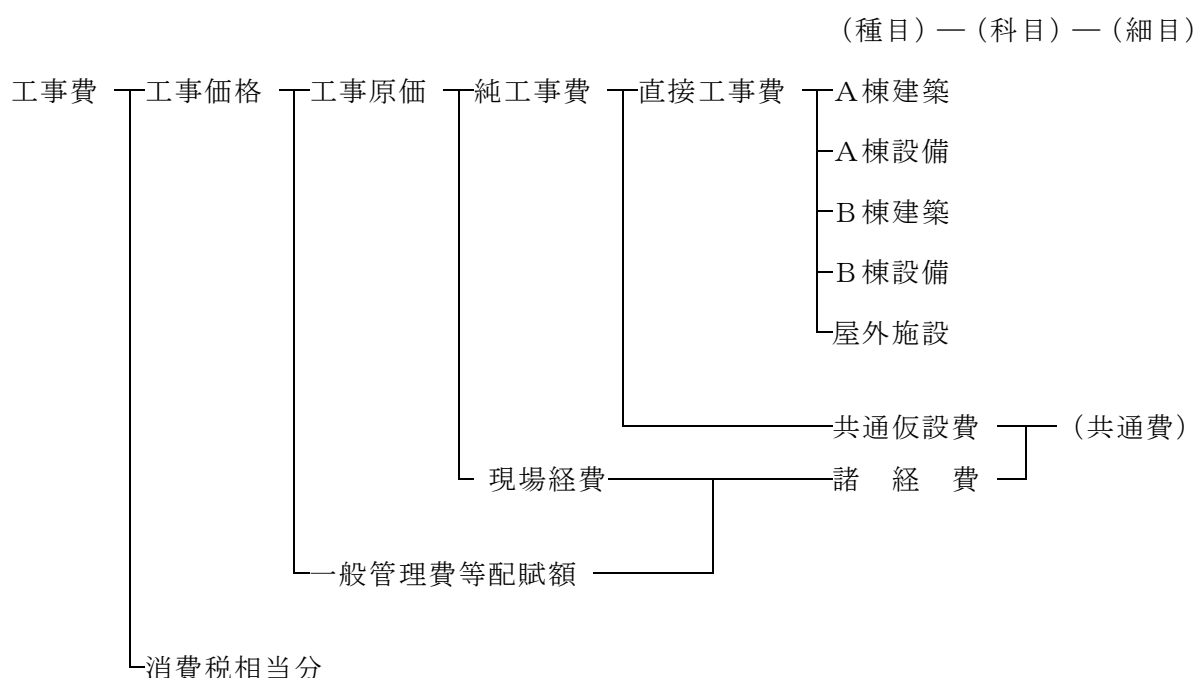 (種目) ― (科目) ― (細目)
工事費 工事価格 工事原価 純工事費 直接工事費 A棟建築
A棟設備
B棟建築
B棟設備
屋外施設
共通仮設費 (共通費)
現場経費 諸 経 費
一般管理費等配賦額
消費税相当分